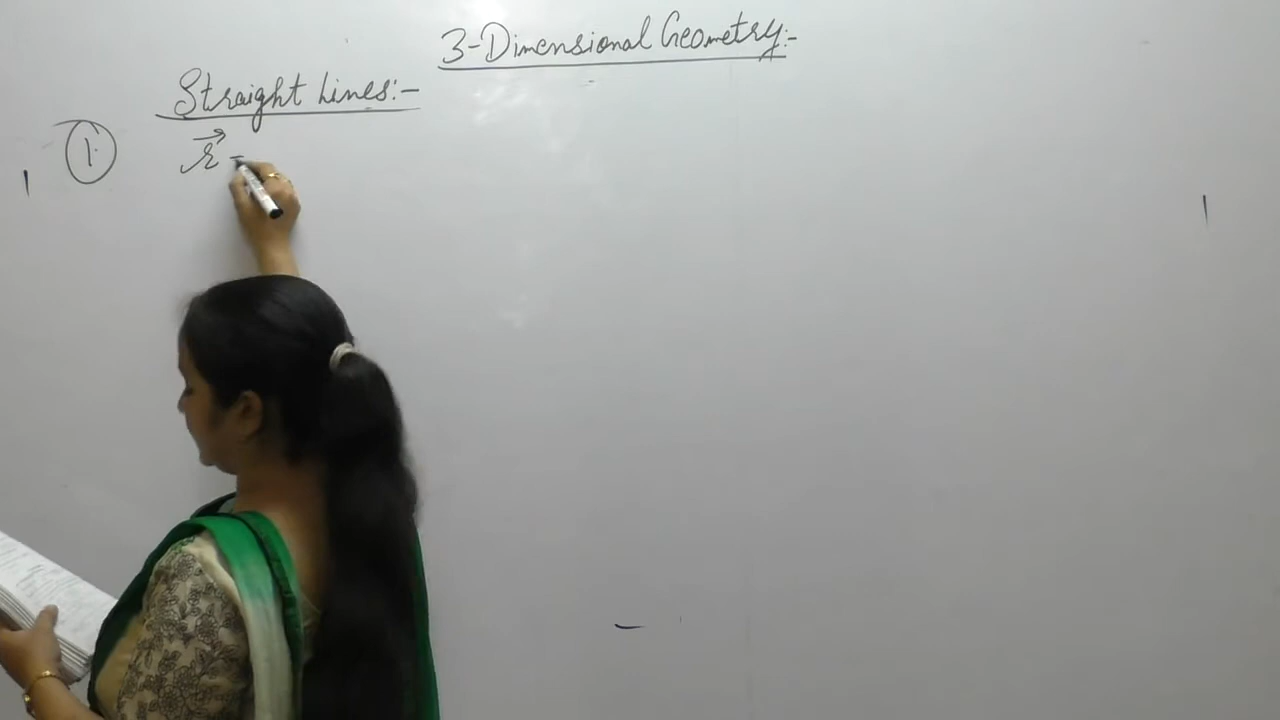 3-Dimensional Geometry:-
Straight Lines:-
1. r⃗ =